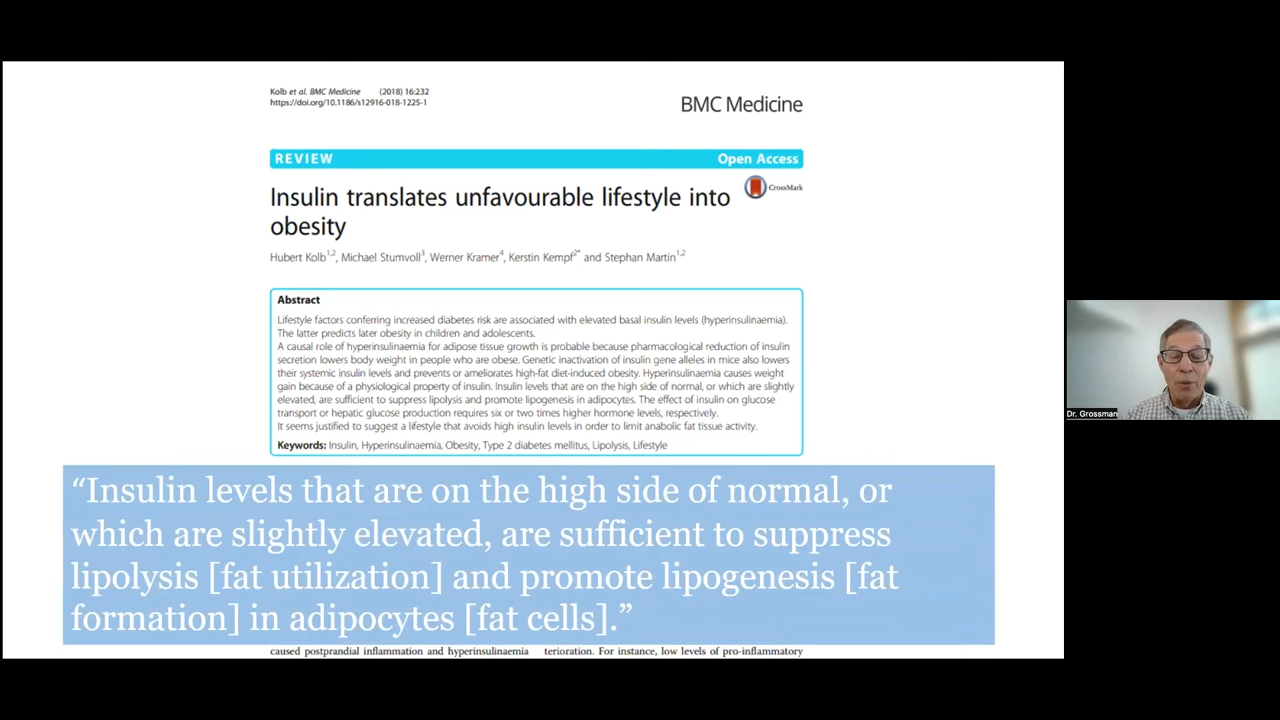 Kolb et al. BMC Medicine (2018) 16:232
https://doi.org/10.1186/s12916-018-1225-1
BMC Medicine
REVIEW Open Access
Insulin translates unfavourable lifestyle into
obesity
CrossMark
Hubert Kolb1,2, Michael Stumvoll3, Werner Kramer4, Kerstin Kempf2* and Stephan Martin1,2
Abstract
Lifestyle factors conferring increased diabetes risk are associated with elevated basal insulin levels (hyperinsulinaemia).
The latter predicts later obesity in children and adolescents.
A causal role of hyperinsulinaemia for adipose tissue growth is probable because pharmacological reduction of insulin
secretion lowers body weight in people who are obese. Genetic inactivation of insulin gene alleles in mice also lowers
their systemic insulin levels and prevents or ameliorates high-fat diet-induced obesity. Hyperinsulinaemia causes weight
gain because of a physiological property of insulin. Insulin levels that are on the high side of normal, or which are slightly
elevated, are sufficient to suppress lipolysis and promote lipogenesis in adipocytes. The effect of insulin on glucose
transport or hepatic glucose production requires six or two times higher hormone levels, respectively.
It seems justified to suggest a lifestyle that avoids high insulin levels in order to limit anabolic fat tissue activity.
Keywords: Insulin, Hyperinsulinaemia, Obesity, Type 2 diabetes mellitus, Lipolysis, Lifestyle
“Insulin levels that are on the high side of normal, or
which are slightly elevated, are sufficient to suppress
lipolysis [fat utilization] and promote lipogenesis [fat
formation] in adipocytes [fat cells].”
caused postprandial inflammation and hyperinsulinaemia
terioration. For instance, low levels of pro-inflammatory
Dr. Grossman